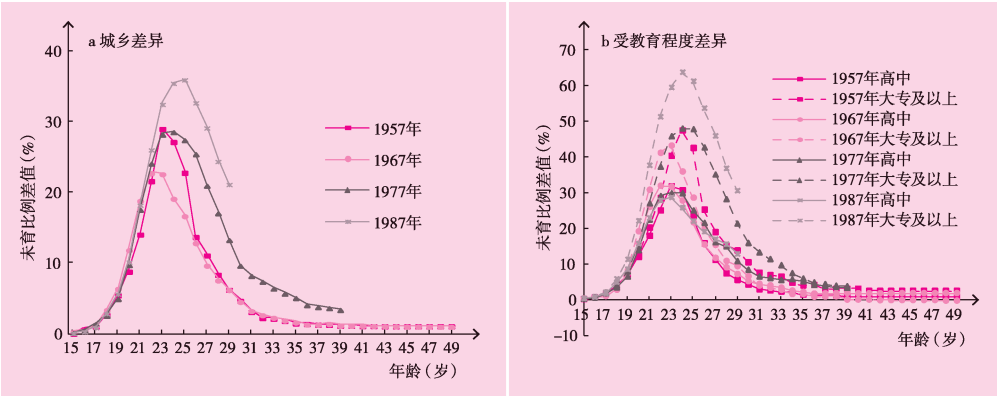 a 城乡差异
未育比例差值(%)
40
30
20
10
0
15 17 19 21 23 25 27 29 31 33 35 37 39 41 43 45 47 49
年龄(岁)
1957年
1967年
1977年
1987年
b 受教育程度差异
未育比例差值(%)
70
60
50
40
30
20
10
0
-10
15 17 19 21 23 25 27 29 31 33 35 37 39 41 43 45 47 49
年龄(岁)
1957年高中
1957年大专及以上
1967年高中
1967年大专及以上
1977年高中
1977年大专及以上
1987年高中
1987年大专及以上